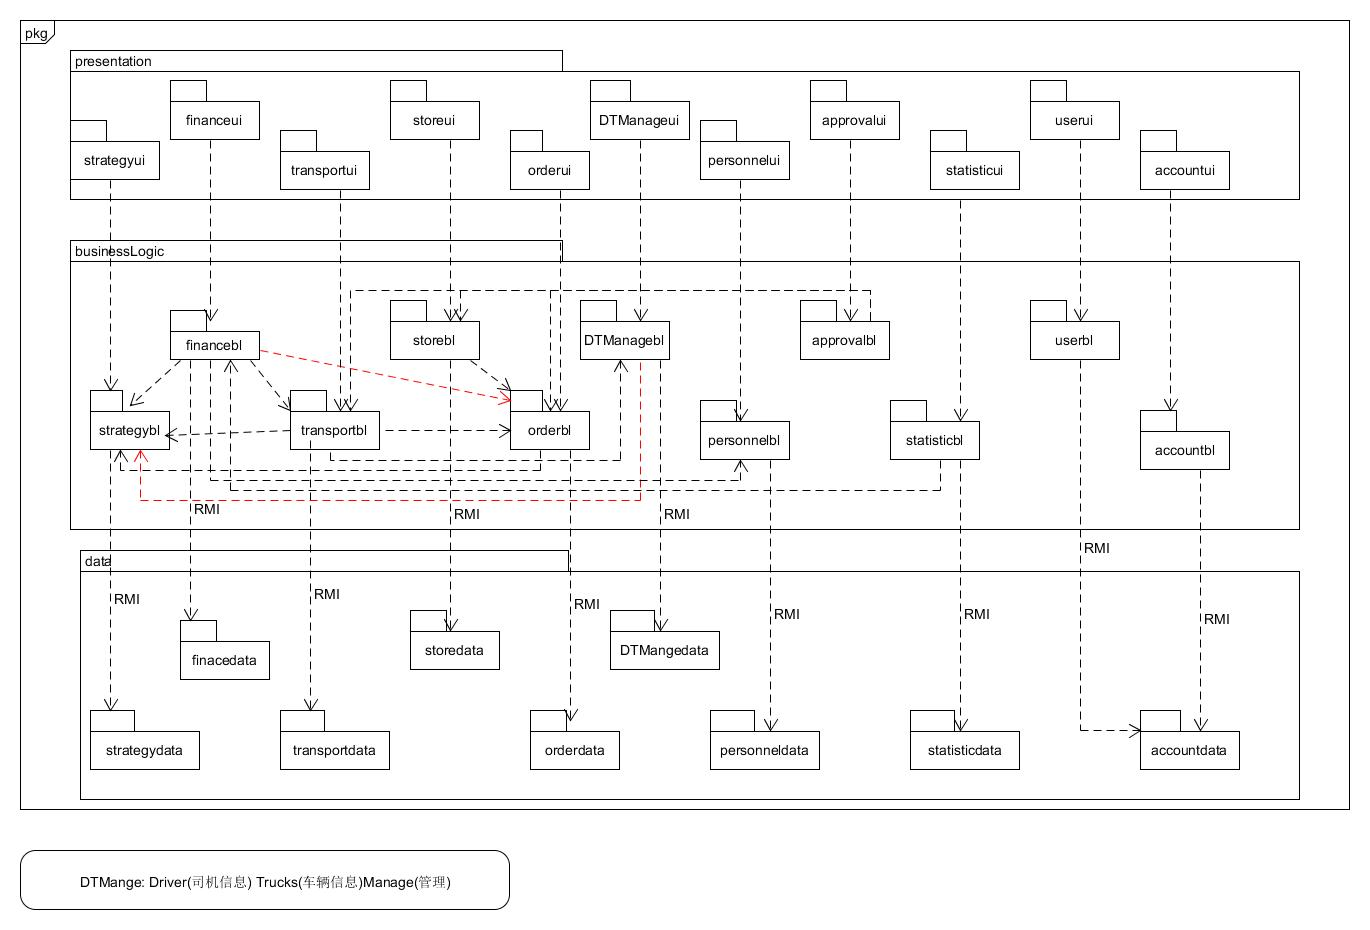 pkg
presentation
financeui
storeui
DTManageui
approvalui
userui
strategyui
transportui
orderui
personnelui
statisticui
accountui
businessLogic
financebl
storebl
DTManagebl
approvalbl
userbl
strategybl
transportbl
orderbl
personnelbl
statisticbl
accountbl
RMI
RMI
RMI
RMI
data
RMI
RMI
RMI
RMI
RMI
RMI
finacedata
storedata
DTMangedata
strategydata
transportdata
orderdata
personneldata
statisticdata
accountdata
DTMange: Driver(司机信息) Trucks(车辆信息)Manage(管理)